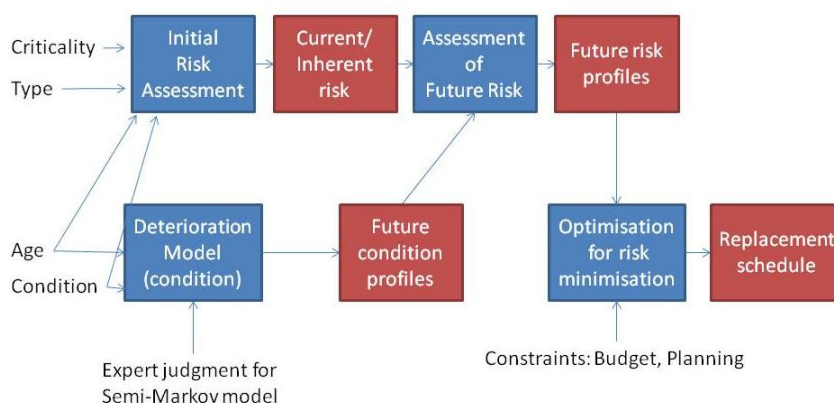 Criticality
Type
Initial
Risk
Assessment
Current/
Inherent
risk
Assessment
of
Future Risk
Future risk
profiles
Age
Condition
Deterioration
Model
(condition)
Future
condition
profiles
Optimisation
for risk
minimisation
Replacement
schedule
Expert judgment for
Semi-Markov model
Constraints: Budget, Planning